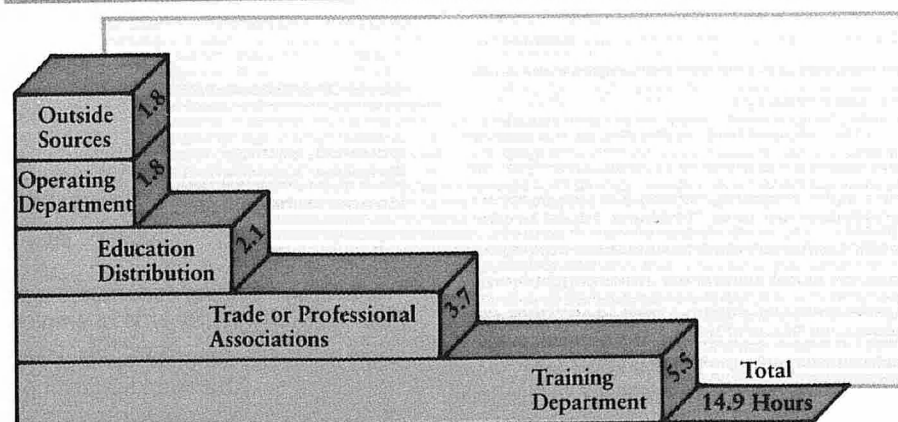 Outside
Sources
1.8
Operating
Department
1.8
Education
Distribution
2.1
Trade or Professional
Associations
3.7
Training
Department
5.5
Total
14.9 Hours